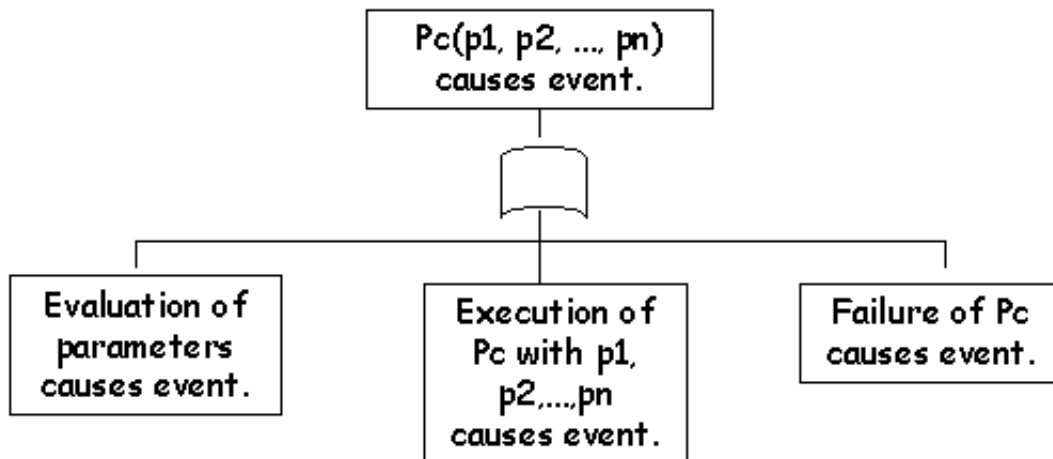 Pc(p1, p2, ..., pn)
causes event.
Evaluation of
parameters
causes event.
Execution of
Pc with p1,
p2,...,pn
causes event.
Failure of Pc
causes event.